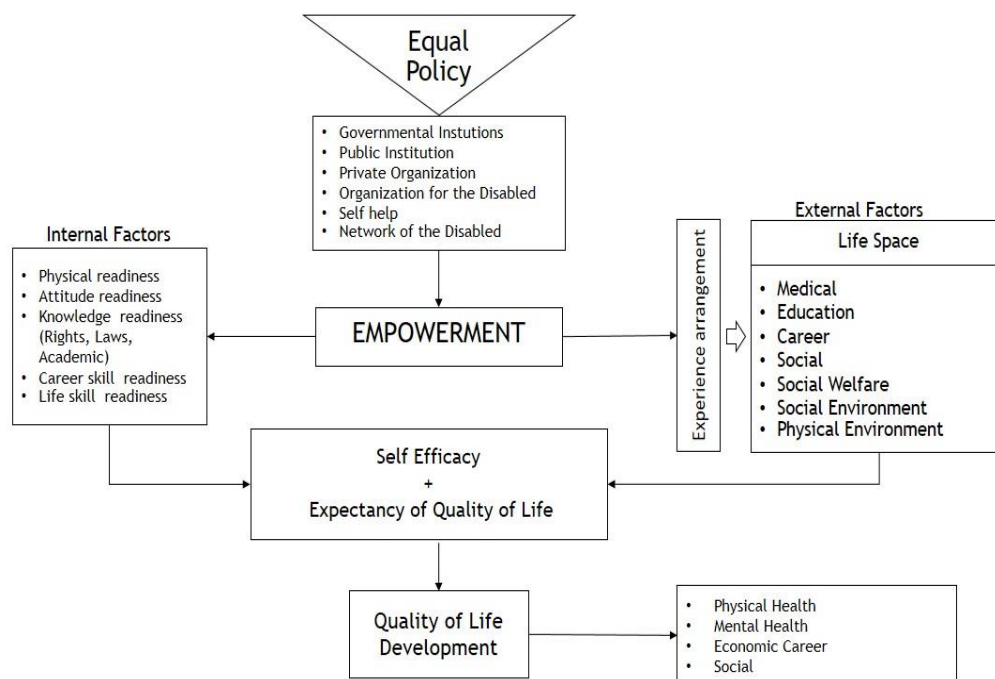 Equal
Policy
• Governmental Instutions
• Public Institution
• Private Organization
• Organization for the Disabled
• Self help
• Network of the Disabled
Internal Factors
• Physical readiness
• Attitude readiness
• Knowledge readiness
(Rights, Laws,
Academic)
• Career skill readiness
• Life skill readiness
EMPOWERMENT
Experience arrangement
External Factors
Life Space
• Medical
• Education
• Career
• Social
• Social Welfare
• Social Environment
• Physical Environment
Self Efficacy
+
Expectancy of Quality of Life
Quality of Life
Development
• Physical Health
• Mental Health
• Economic Career
• Social